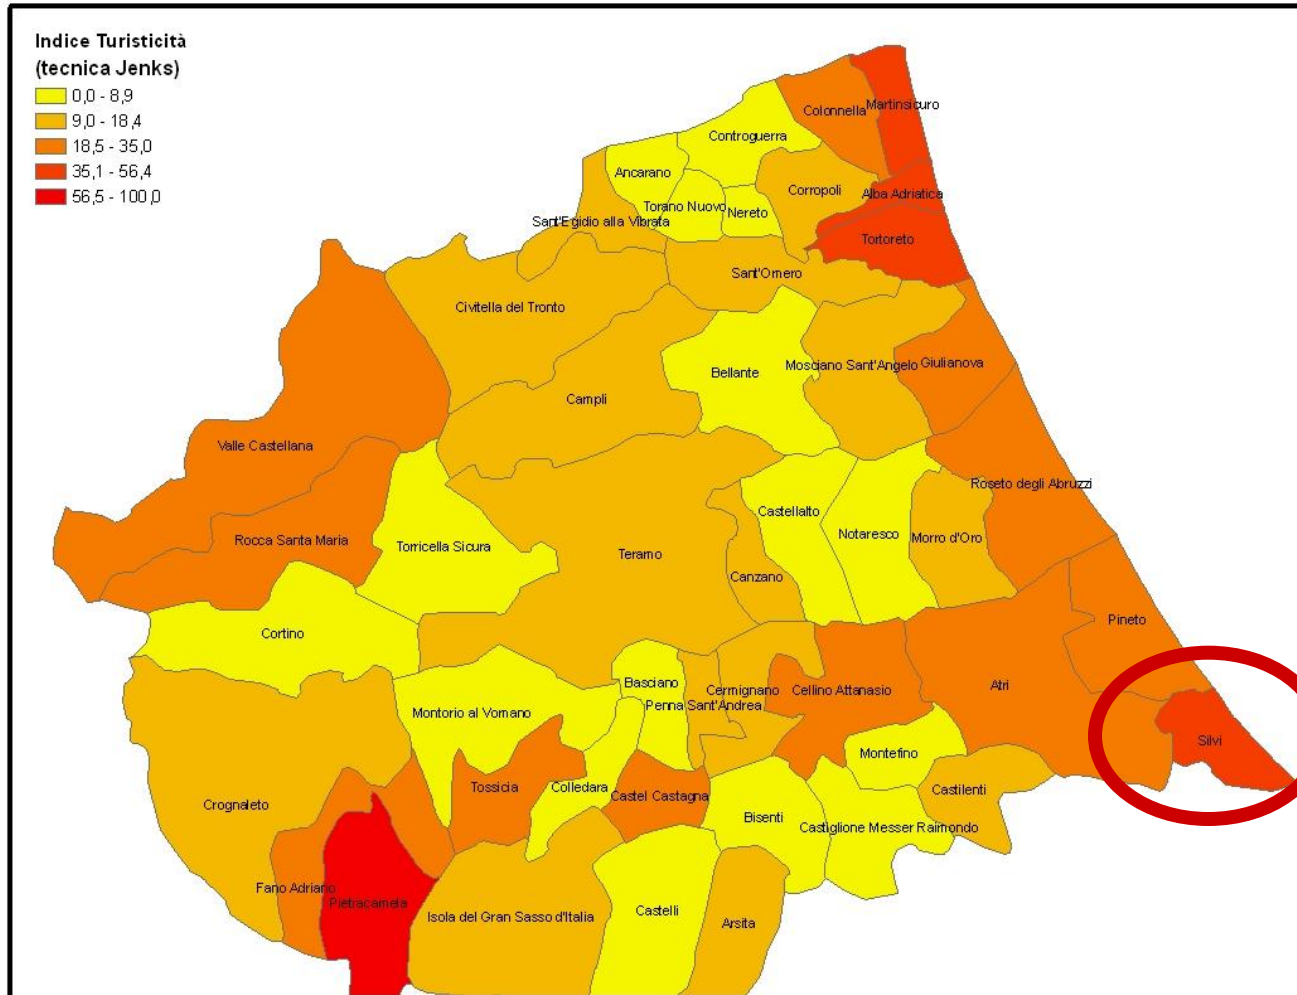 Indice Turisticità
(tecnica Jenks)
0,0 - 8,9
9,0 - 18,4
18,5 - 35,0
35,1 - 56,4
56,5 - 100,0
Martinsicuro
Colonnella
Controguerra
Ancarano
Corropoli
Alba Adriatica
Torano Nuovo
Nereto
Sant'Egidio alla Vibrata
Tortoreto
Sant'Omero
Civitella del Tronto
Mosciano Sant'Angelo
Giulianova
Bellante
Campli
Valle Castellana
Roseto degli Abruzzi
Castellalto
Notaresco
Morro d'Oro
Rocca Santa Maria
Torricella Sicura
Teramo
Canzano
Pineto
Cortino
Basciano
Atri
Cermignano
Cellino Attanasio
Penna Sant'Andrea
Montorio al Vomano
Silvi
Montefino
Tossicia
Colledara
Castel Castagna
Castilenti
Crognaleto
Bisenti
Castiglione Messer Raimondo
Fano Adriano
Pietracamela
Isola del Gran Sasso d'Italia
Castelli
Arsita